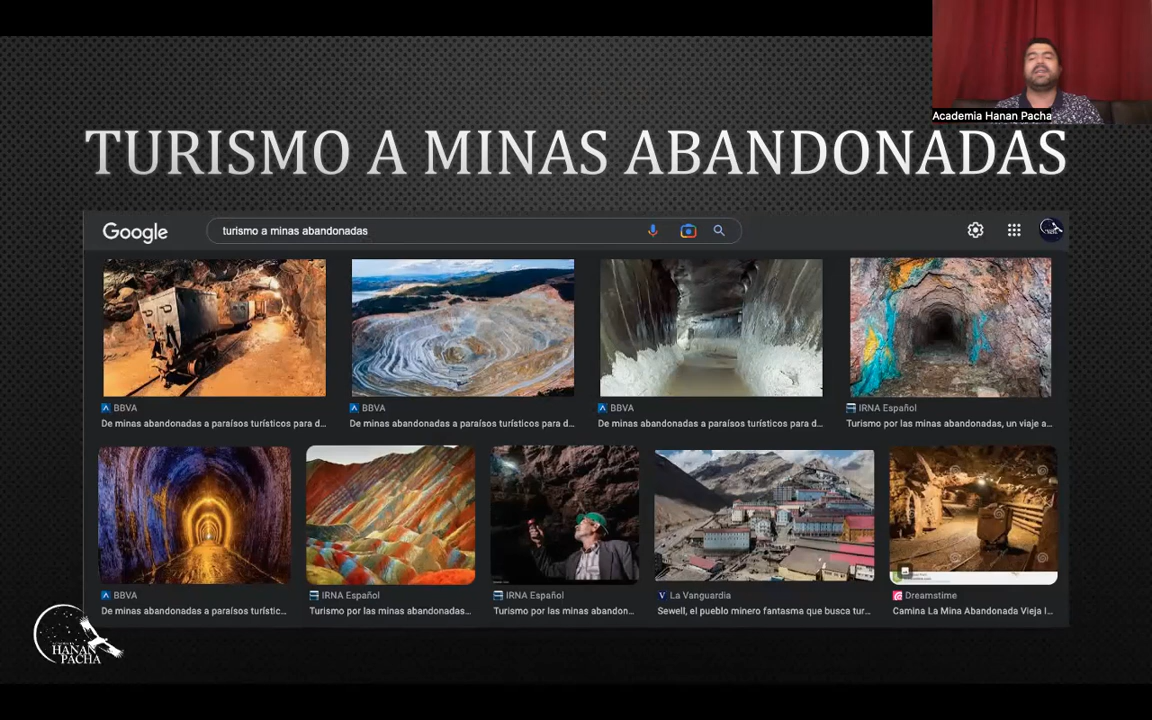 Academia Hanan Pacha
TURISMO A MINAS ABANDONADAS
Google
turismo a minas abandonadas
BBVA
De minas abandonadas a paraísos turísticos para d...
BBVA
De minas abandonadas a paraísos turísticos para d...
BBVA
De minas abandonadas a paraísos turísticos para d...
IRNA Español
Turismo por las minas abandonadas, un viaje a...
BBVA
De minas abandonadas a paraísos turístic...
IRNA Español
Turismo por las minas abandonadas...
IRNA Español
Turismo por las minas abandon...
La Vanguardia
Sewell, el pueblo minero fantasma que busca tur...
Dreamstime
Camina La Mina Abandonada Vieja I...
HANAN
PACHA